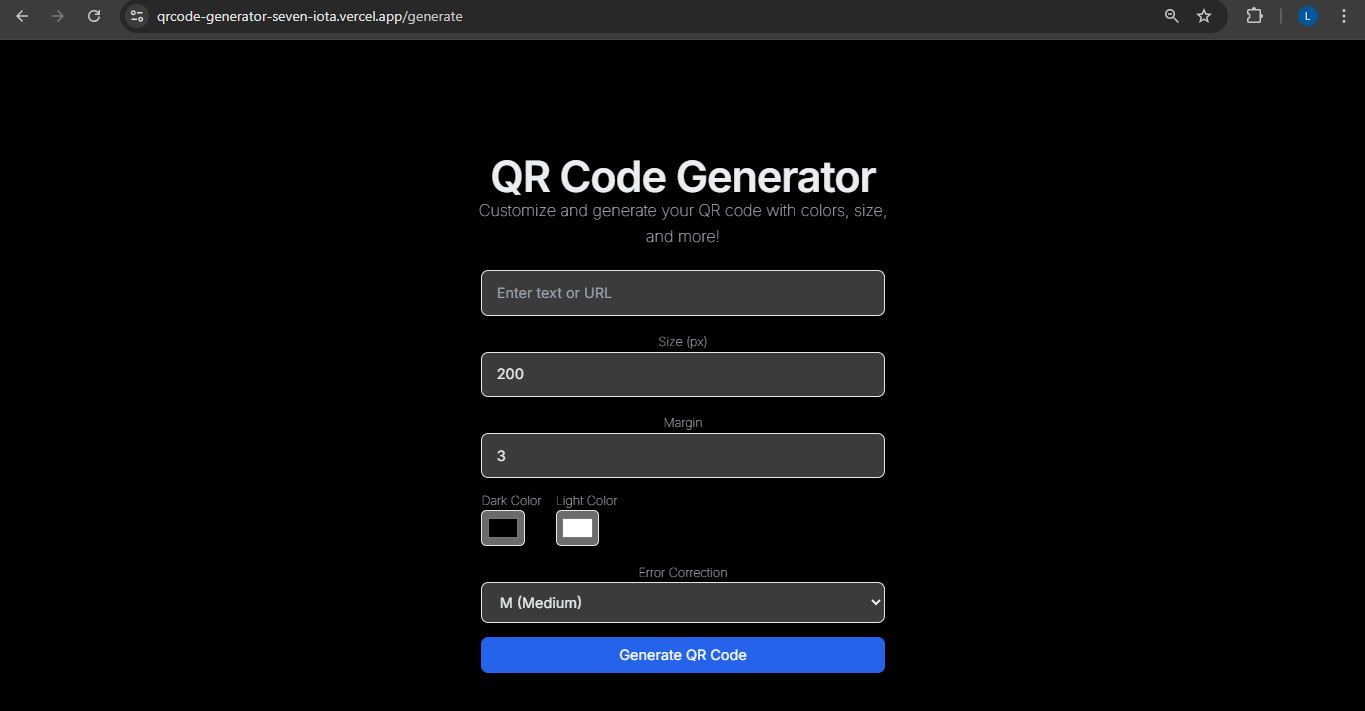 qrcode-generator-seven-iota.vercel.app/generate
L
QR Code Generator
Customize and generate your QR code with colors, size,
and more!
Enter text or URL
Size (px)
200
Margin
3
Dark Color Light Color
Error Correction
M (Medium)
Generate QR Code